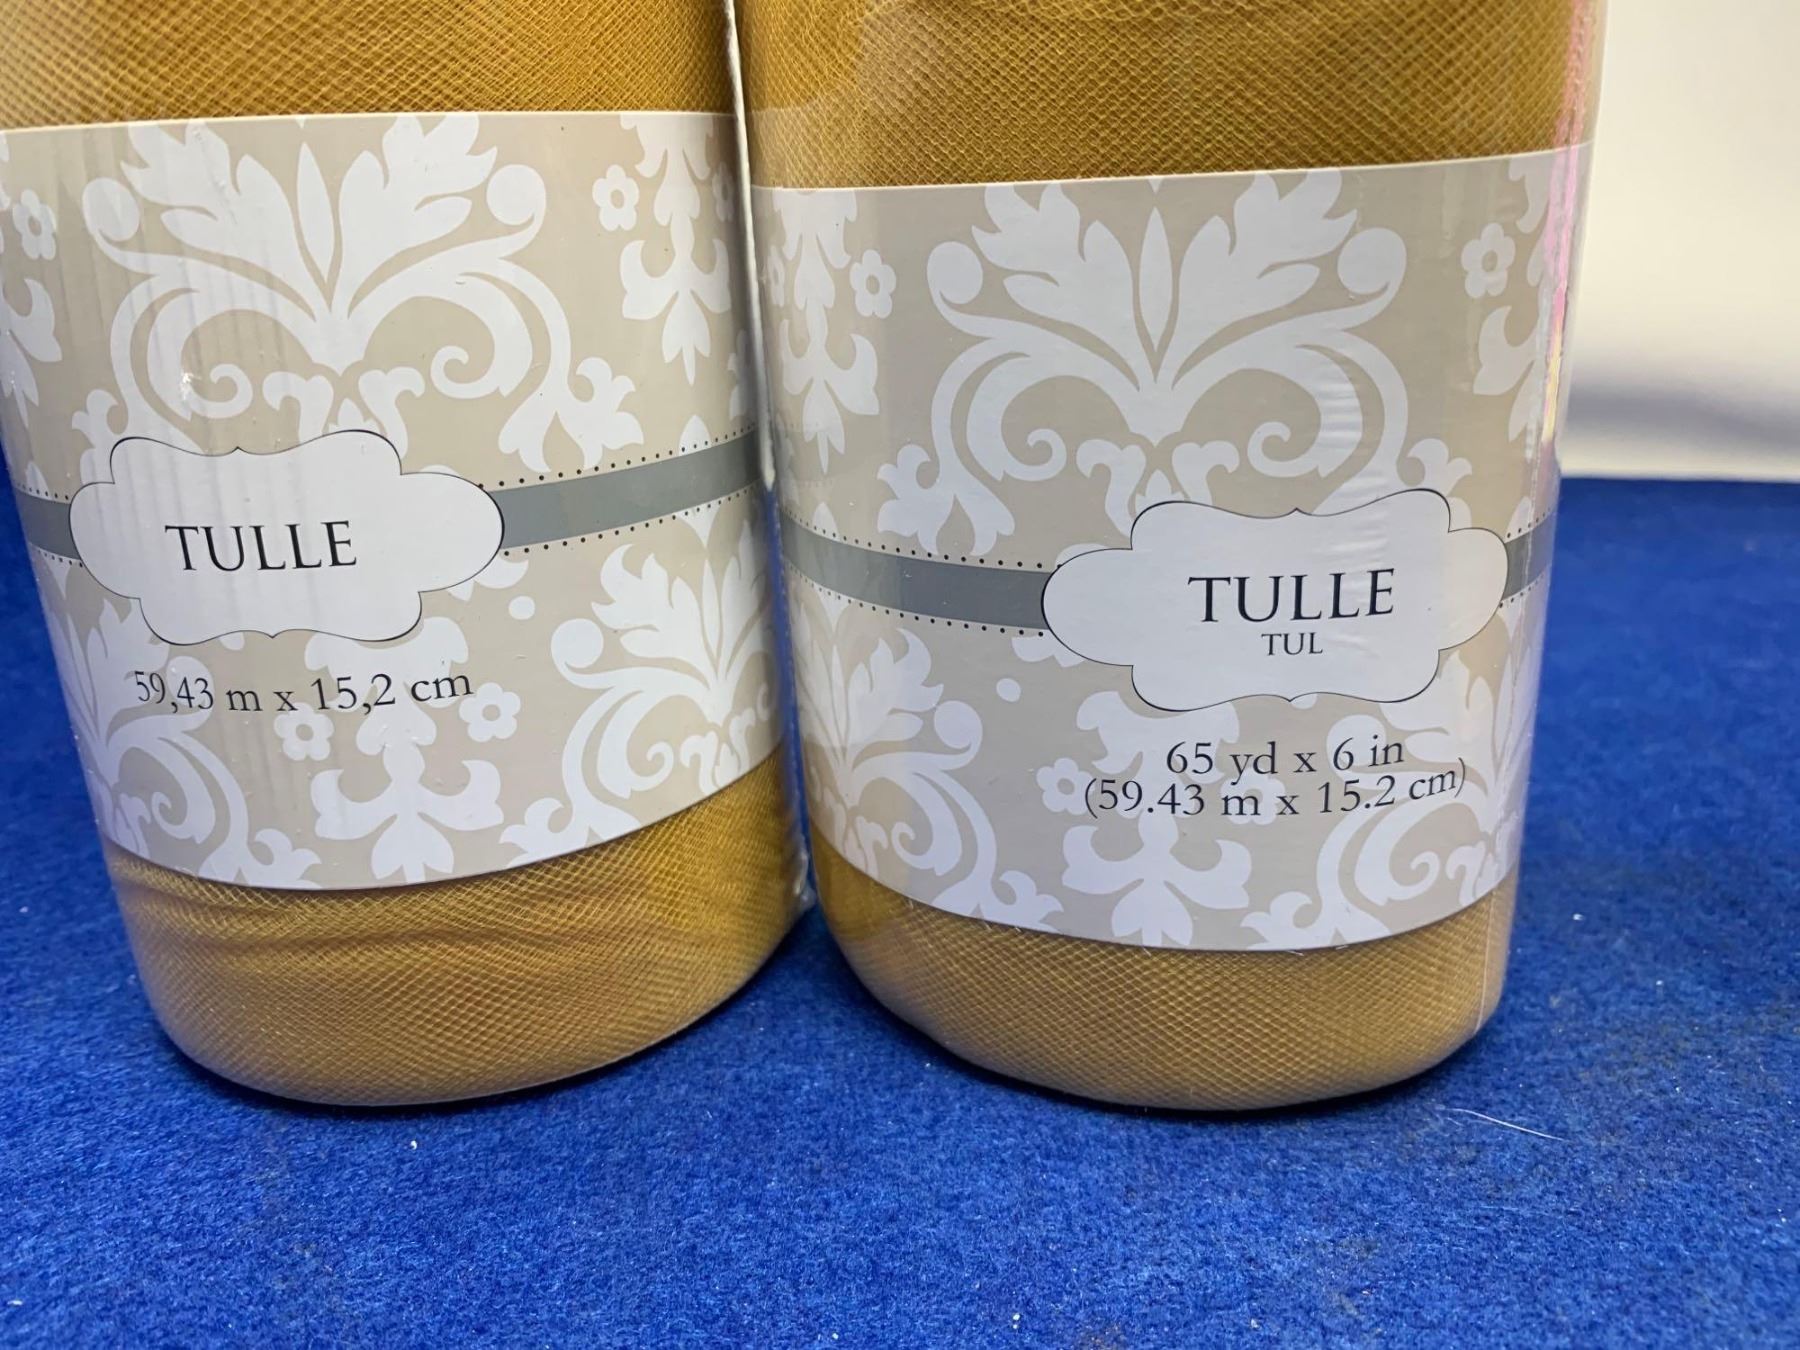 TULLE
59,43 m x 15,2 cm
TULLE
TUL
65 yd x 6 in
(59.43 m x 15.2 cm)